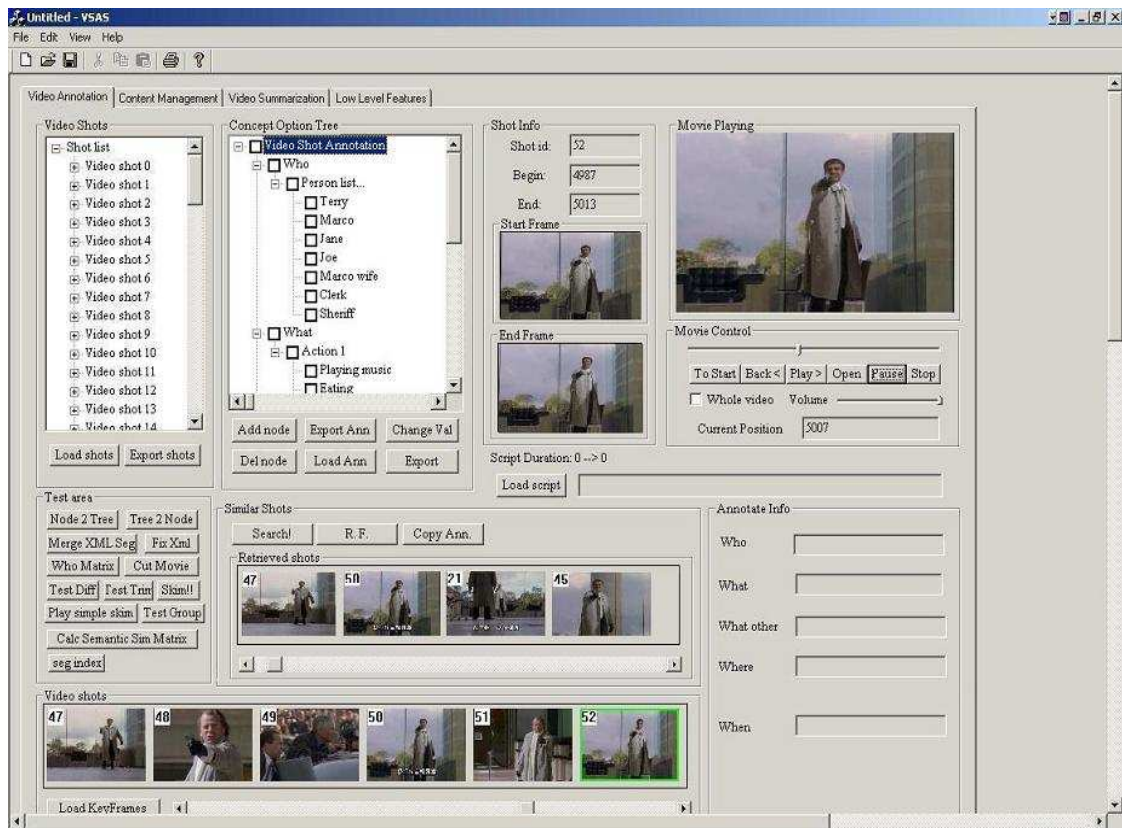 Untitled - VSAS
File Edit View Help
Video Annotation Content Management Video Summarization Low Level Features
Video Shots
Shot list
Video shot 0
Video shot 1
Video shot 2
Video shot 3
Video shot 4
Video shot 5
Video shot 6
Video shot 7
Video shot 8
Video shot 9
Video shot 10
Video shot 11
Video shot 12
Video shot 13
Video shot 14
Load shots Export shots
Concept Option Tree
Video Shot Annotation
Who
Person list...
Terry
Marco
Jane
Joe
Marco wife
Clerk
Sheriff
What
Action 1
Playing music
Eating
Add node Export Ann Change Val
Del node Load Ann Export
Shot Info
Shot id: 52
Begin: 4987
End: 5013
Start Frame
End Frame
Movie Playing
Movie Control
To Start Back < Play > Open Pause Stop
Whole video Volume
Current Position 5007
Script Duration: 0 --> 0
Load script
Test area
Node 2 Tree Tree 2 Node
Merge XML Seg Fix Xml
Who Matrix Cut Movie
Test Diff Test Trim Skim!!
Play simple skim Test Group
Calc Semantic Sim Matrix
seg index
Similar Shots
Search! R. F. Copy Ann.
Retrieved shots
47 50 21 45
Annotate Info
Who
What
What other
Where
When
Video shots
47 48 49 50 51 52
Load KeyFrames